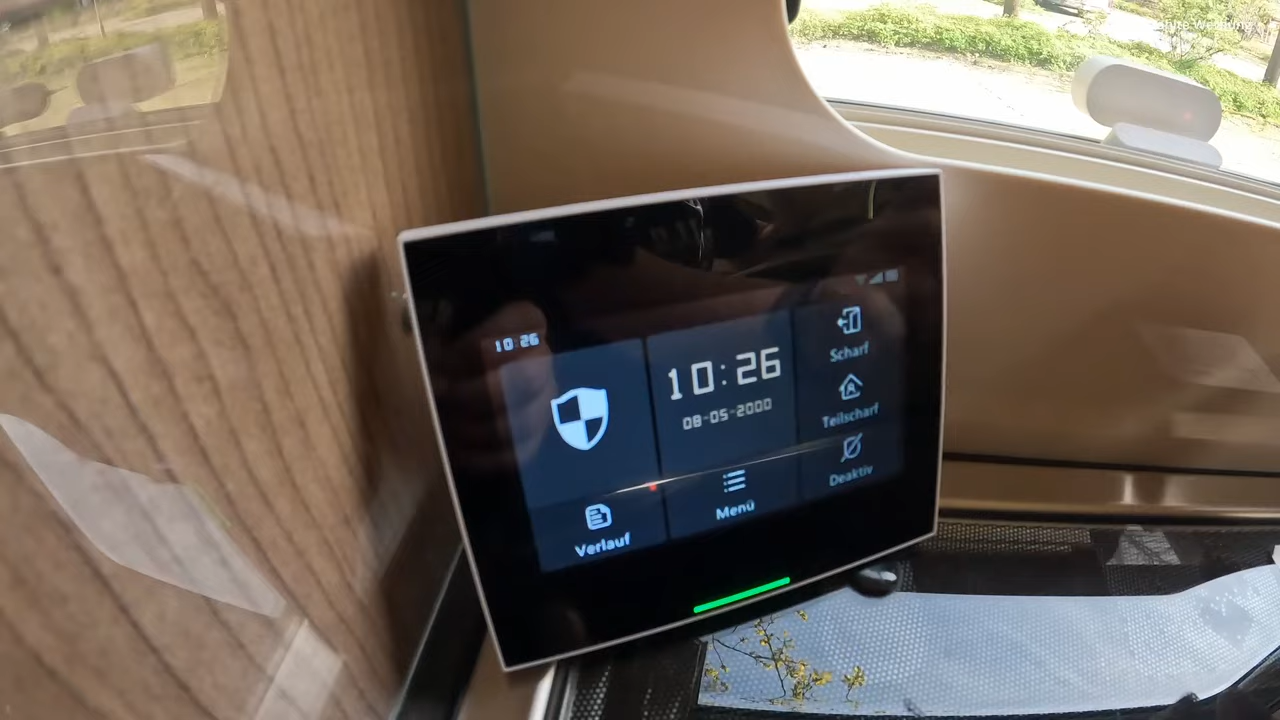 10:26
10:26
08-05-2000
Scharf
Teilscharf
Deaktiv
Menü
Verlauf